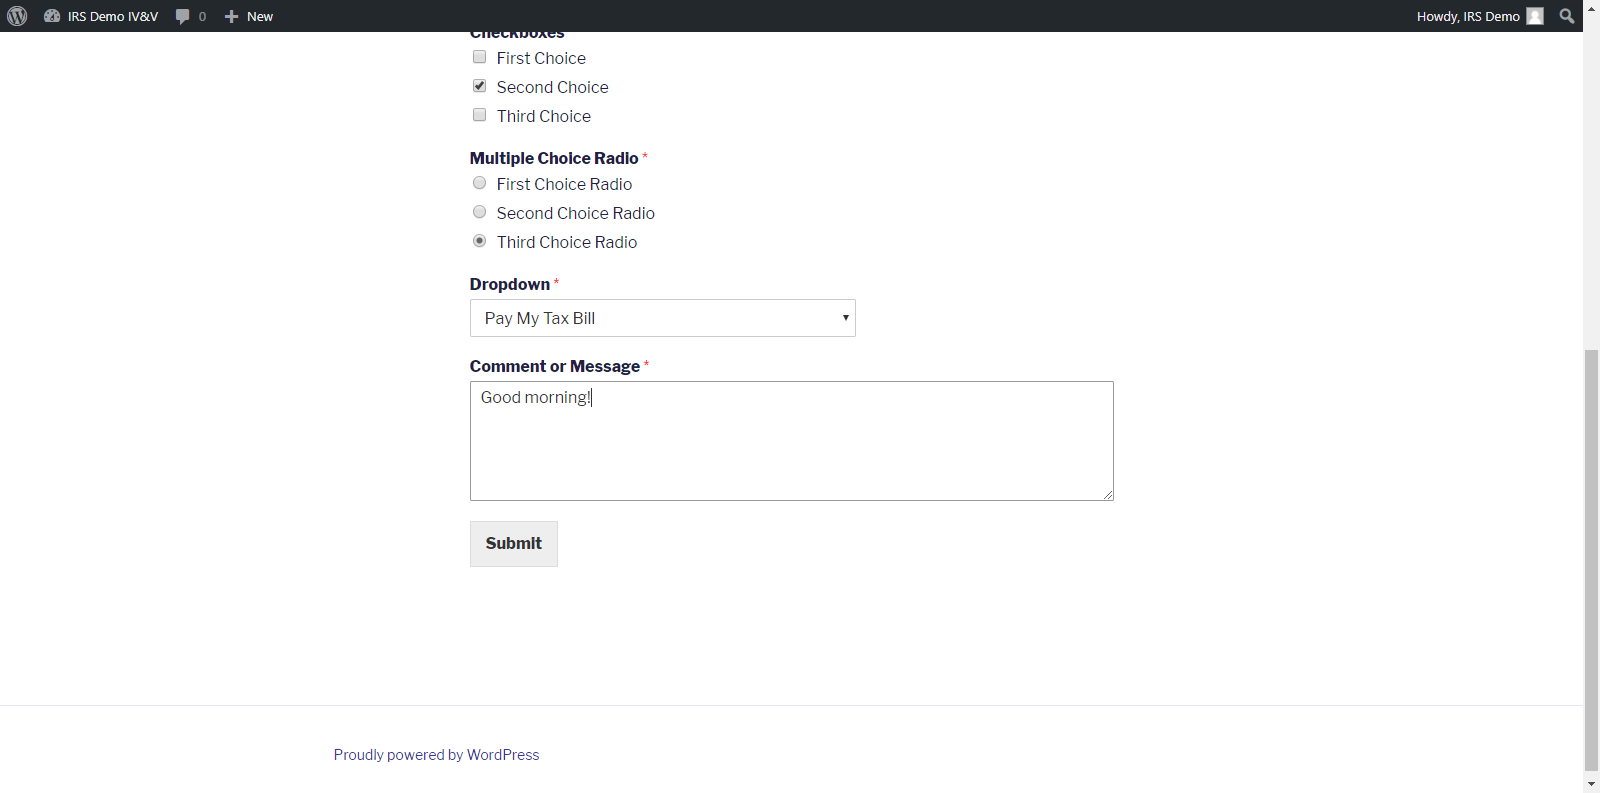 IRS Demo IV&V 0 New Howdy, IRS Demo
Checkboxes
First Choice
Second Choice
Third Choice
Multiple Choice Radio *
First Choice Radio
Second Choice Radio
Third Choice Radio
Dropdown *
Pay My Tax Bill
Comment or Message *
Good morning!
Submit
Proudly powered by WordPress